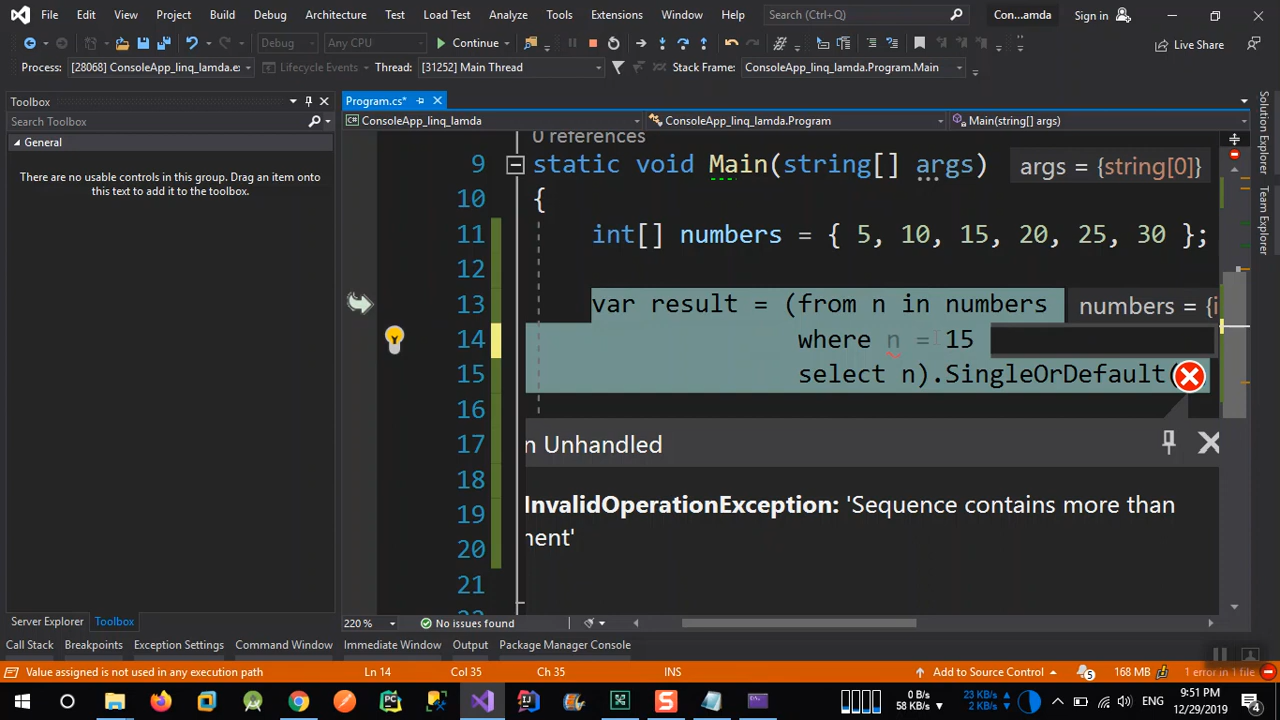 File Edit View Project Build Debug Architecture Test Load Test Analyze Tools Extensions Window Help Search (Ctrl+Q) Con...amda Sign in
Debug Any CPU Continue Live Share
Process: [28068] ConsoleApp_linq_lamda.e Lifecycle Events Thread: [31252] Main Thread Stack Frame: ConsoleApp_linq_lamda.Program.Main
Toolbox
Search Toolbox
General
There are no usable controls in this group. Drag an item onto
this text to add it to the toolbox.
Program.cs*
ConsoleApp_linq_lamda ConsoleApp_linq_lamda.Program Main(string[] args)
0 references
9 static void Main(string[] args) args = {string[0]}
10 {
11 int[] numbers = { 5, 10, 15, 20, 25, 30 };
12
13 var result = (from n in numbers numbers = {i
14 where n = 15
15 select n).SingleOrDefault(
16
17 n Unhandled
18
19 InvalidOperationException: 'Sequence contains more than
20 nent'
21
Solution Explorer
Team Explorer
Server Explorer Toolbox
220 % No issues found
Call Stack Breakpoints Exception Settings Command Window Immediate Window Output Package Manager Console
Value assigned is not used in any execution path Ln 14 Col 35 Ch 35 INS Add to Source Control 5 168 MB 1 error in 1 file
0 B/s
58 KB/s
23 KB/s
2 KB/s
ENG
9:51 PM
12/29/2019
4